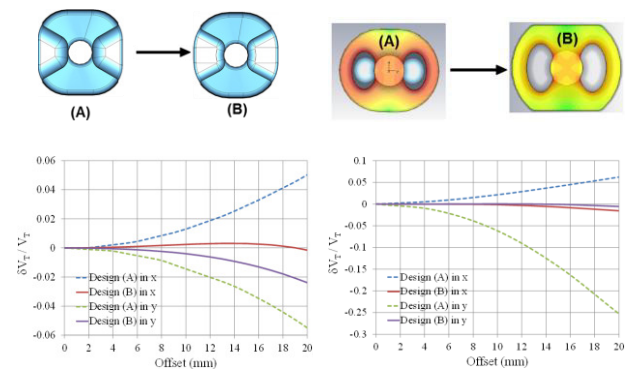 (A)
(B)
(A)
(B)
0.06
0.04
0.02
0
-0.02
-0.04
-0.06
δV_T / V_T
Design (A) in x
Design (B) in x
Design (A) in y
Design (B) in y
0 2 4 6 8 10 12 14 16 18 20
Offset (mm)
0.1
0.05
0
-0.05
-0.1
-0.15
-0.2
-0.25
-0.3
δV_T / V_T
Design (A) in x
Design (B) in x
Design (A) in y
Design (B) in y
0 2 4 6 8 10 12 14 16 18 20
Offset (mm)